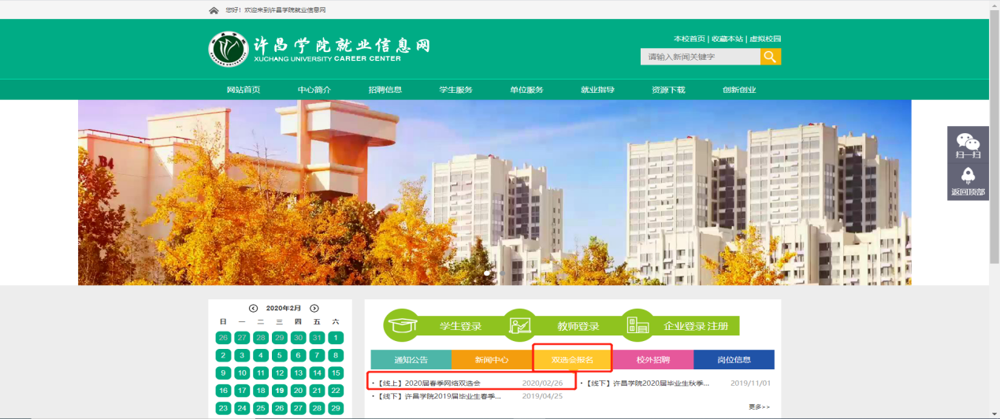 您好！欢迎来到许昌学院就业信息网
许昌学院就业信息网
XUCHANG UNIVERSITY CAREER CENTER
本校首页 | 收藏本站 | 虚拟校园
请输入新闻关键字
网站首页 中心简介 招聘信息 学生服务 单位服务 就业指导 资源下载 创新创业
B4
扫一扫
返回顶部
2020年2月
日 一 二 三 四 五 六
26 27 28 29 30 31 1
2 3 4 5 6 7 8
9 10 11 12 13 14 15
16 17 18 19 20 21 22
23 24 25 26 27 28 29
学生登录 教师登录 企业登录 注册
通知公告 新闻中心 双选会报名 校外招聘 岗位信息
·【线上】2020届春季网络双选会 2020/02/26
·【线下】许昌学院2020届毕业生秋季... 2019/11/01
·【线下】许昌学院2019届毕业生春季... 2019/04/25
更多>>